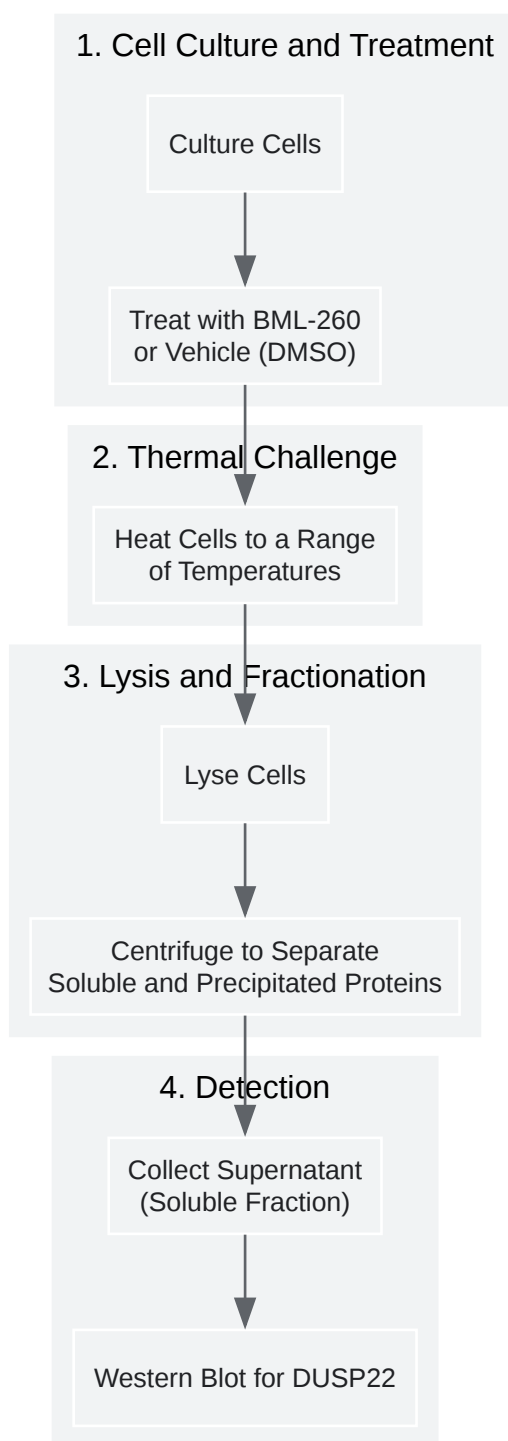 1. Cell Culture and Treatment
Culture Cells
Treat with BML-260
or Vehicle (DMSO)
2. Thermal Challenge
Heat Cells to a Range
of Temperatures
3. Lysis and Fractionation
Lyse Cells
Centrifuge to Separate
Soluble and Precipitated Proteins
4. Detection
Collect Supernatant
(Soluble Fraction)
Western Blot for DUSP22